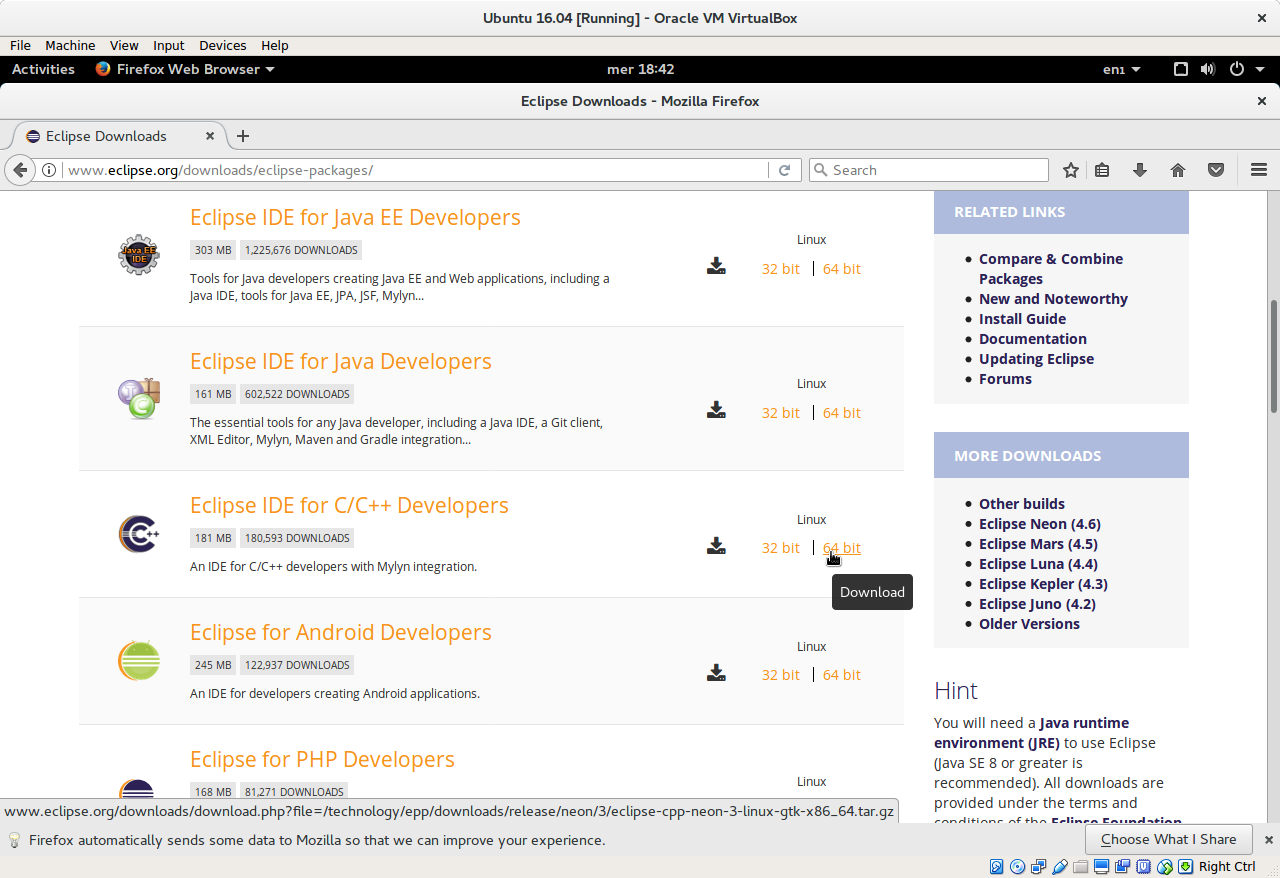 Ubuntu 16.04 [Running] - Oracle VM VirtualBox
File Machine View Input Devices Help
Activities Firefox Web Browser mer 18:42 en1
Eclipse Downloads - Mozilla Firefox
Eclipse Downloads
www.eclipse.org/downloads/eclipse-packages/ Search
Eclipse IDE for Java EE Developers
303 MB 1,225,676 DOWNLOADS
Tools for Java developers creating Java EE and Web applications, including a
Java IDE, tools for Java EE, JPA, JSF, Mylyn...
Java EE
IDE
Linux
32 bit | 64 bit
Eclipse IDE for Java Developers
161 MB 602,522 DOWNLOADS
The essential tools for any Java developer, including a Java IDE, a Git client,
XML Editor, Mylyn, Maven and Gradle integration...
Linux
32 bit | 64 bit
Eclipse IDE for C/C++ Developers
181 MB 180,593 DOWNLOADS
An IDE for C/C++ developers with Mylyn integration.
C++
Linux
32 bit | 64 bit
Download
Eclipse for Android Developers
245 MB 122,937 DOWNLOADS
An IDE for developers creating Android applications.
Linux
32 bit | 64 bit
Eclipse for PHP Developers
168 MB 81,271 DOWNLOADS
Linux
RELATED LINKS
Compare & Combine
Packages
New and Noteworthy
Install Guide
Documentation
Updating Eclipse
Forums
MORE DOWNLOADS
Other builds
Eclipse Neon (4.6)
Eclipse Mars (4.5)
Eclipse Luna (4.4)
Eclipse Kepler (4.3)
Eclipse Juno (4.2)
Older Versions
Hint
You will need a Java runtime
environment (JRE) to use Eclipse
(Java SE 8 or greater is
recommended). All downloads are
provided under the terms and
conditions of the Eclipse Foundation
www.eclipse.org/downloads/download.php?file=/technology/epp/downloads/release/neon/3/eclipse-cpp-neon-3-linux-gtk-x86_64.tar.gz
Firefox automatically sends some data to Mozilla so that we can improve your experience. Choose What I Share
Right Ctrl